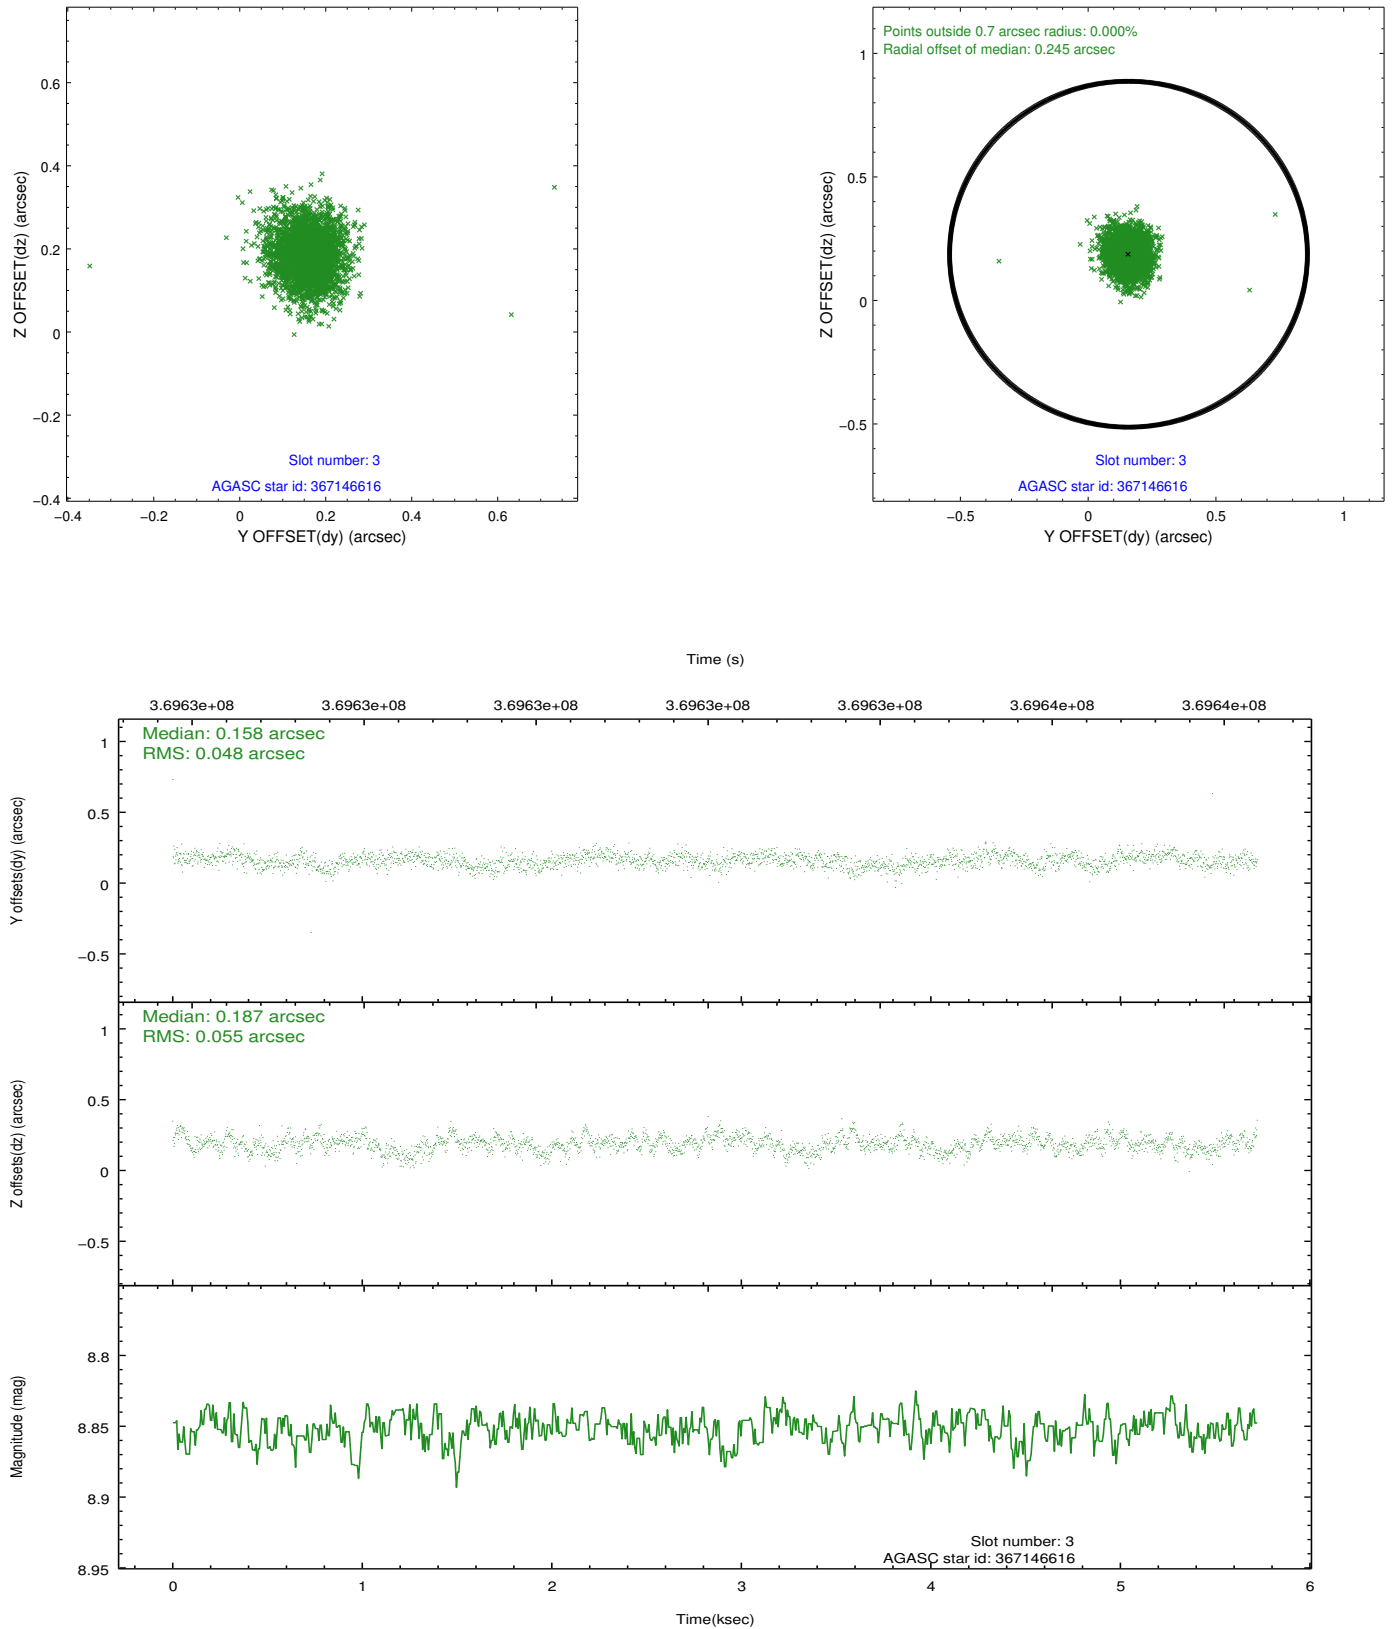 0.6
0.4
0.2
0
−0.2
−0.4
Z OFFSET(dz) (arcsec)
Slot number: 3
AGASC star id: 367146616
−0.4 −0.2 0 0.2 0.4 0.6
Y OFFSET(dy) (arcsec)
Points outside 0.7 arcsec radius: 0.000%
Radial offset of median: 0.245 arcsec
1
0.5
0
−0.5
Z OFFSET(dz) (arcsec)
Slot number: 3
AGASC star id: 367146616
−0.5 0 0.5 1
Y OFFSET(dy) (arcsec)
Time (s)
3.6963e+08 3.6963e+08 3.6963e+08 3.6963e+08 3.6963e+08 3.6964e+08 3.6964e+08
Median: 0.158 arcsec
RMS: 0.048 arcsec
1
0.5
0
−0.5
Y offsets(dy) (arcsec)
Median: 0.187 arcsec
RMS: 0.055 arcsec
1
0.5
0
−0.5
Z offsets(dz) (arcsec)
8.8
8.85
8.9
8.95
Magnitude (mag)
Slot number: 3
AGASC star id: 367146616
0 1 2 3 4 5 6
Time(ksec)